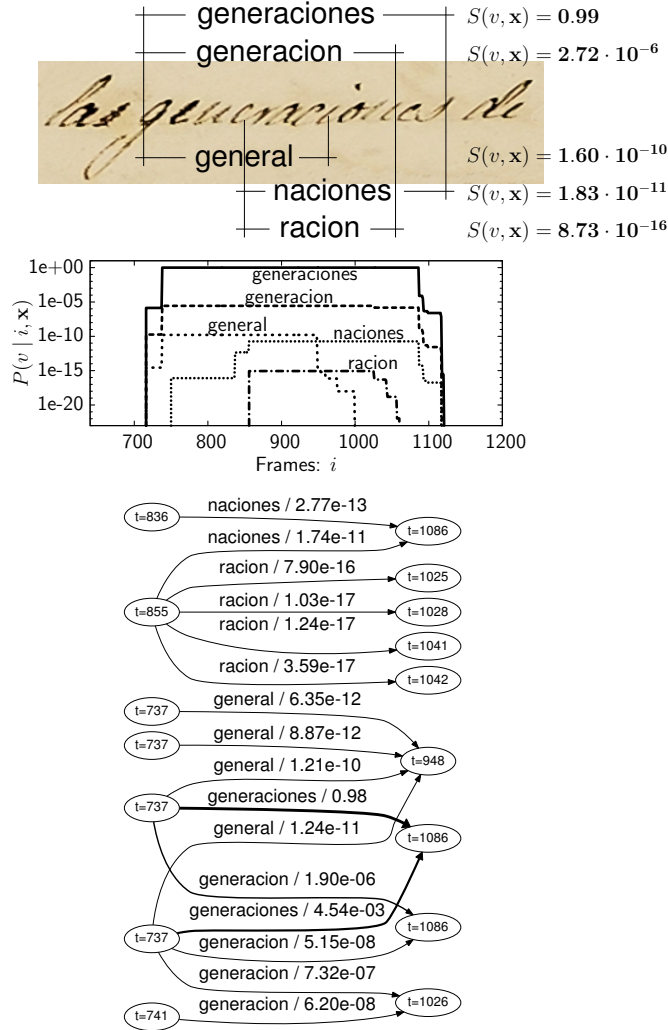 generaciones S(v, x) = 0.99
generacion S(v, x) = 2.72 · 10⁻⁶
las generaciones de
general S(v, x) = 1.60 · 10⁻¹⁰
naciones S(v, x) = 1.83 · 10⁻¹¹
racion S(v, x) = 8.73 · 10⁻¹⁶
P(v | i, x)
1e+00
1e-05
1e-10
1e-15
1e-20
generaciones
generacion
general
naciones
racion
700 800 900 1000 1100 1200
Frames: i
naciones / 2.77e-13
t=836
t=1086
naciones / 1.74e-11
racion / 7.90e-16
t=1025
racion / 1.03e-17
t=855
t=1028
racion / 1.24e-17
t=1041
racion / 3.59e-17
t=1042
general / 6.35e-12
t=737
general / 8.87e-12
t=737
t=948
general / 1.21e-10
generaciones / 0.98
t=737
general / 1.24e-11
t=1086
generacion / 1.90e-06
generaciones / 4.54e-03
t=1086
t=737
generacion / 5.15e-08
generacion / 7.32e-07
generacion / 6.20e-08
t=1026
t=741